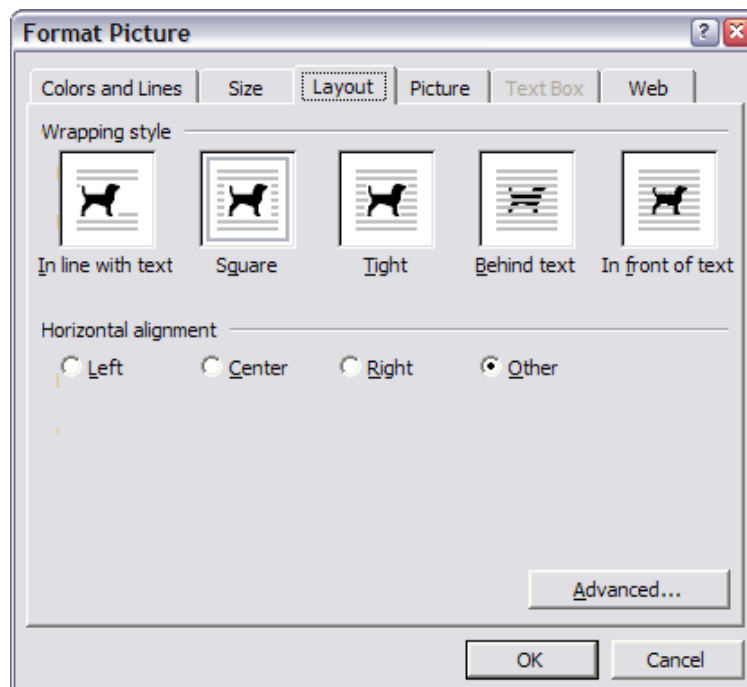 Format Picture
Colors and Lines Size Layout Picture Text Box Web
Wrapping style
In line with text Square Tight Behind text In front of text
Horizontal alignment
Left Center Right Other
Advanced...
OK Cancel